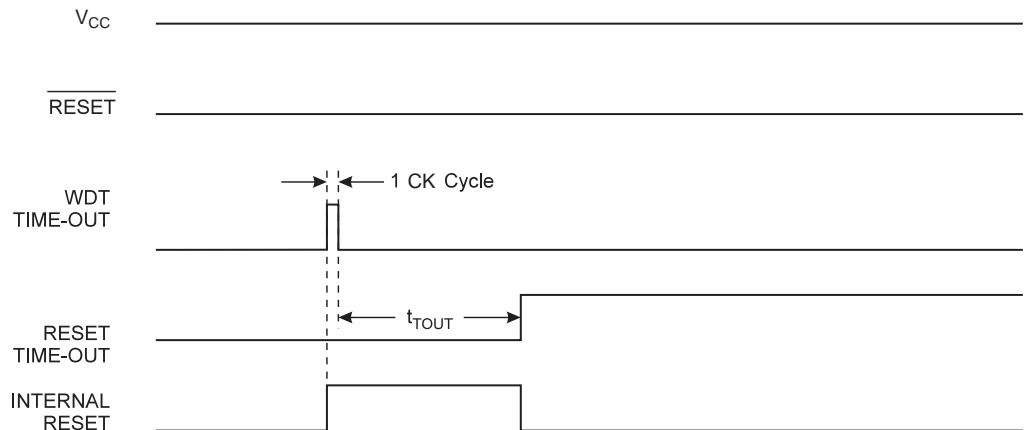 VCC
RESET
1 CK Cycle
WDT
TIME-OUT
tTOUT
RESET
TIME-OUT
INTERNAL
RESET